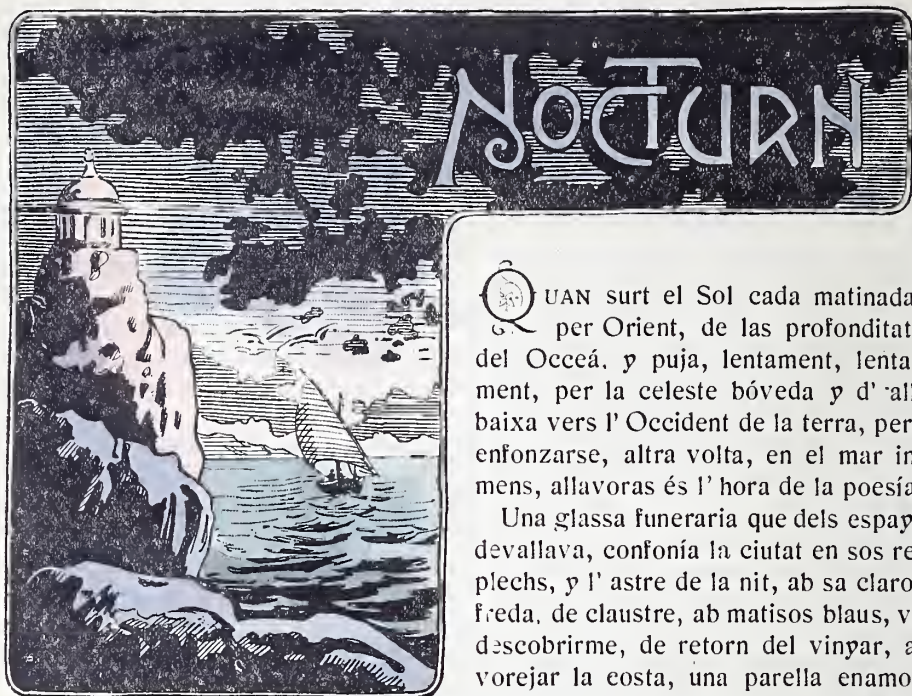 NOCTURN
QUAN surt el Sol cada matinada
per Orient, de las profonditat
del Occeá, y puja, lentament, lenta
ment, per la celeste bóveda y d' all
baixa vers l' Occident de la terra, per
enfonzarse, altra volta, en el mar in
mens, allavoras és l' hora de la poesía
Una glassa funeraria que dels espay
devallava, confonía la ciutat en sos re
plechs, y l' astre de la nit, ab sa claro
freda, de claustre, ab matisos blaus, v
descobrirme, de retorn del vinyar, a
vorejar la costa, una parella enamo